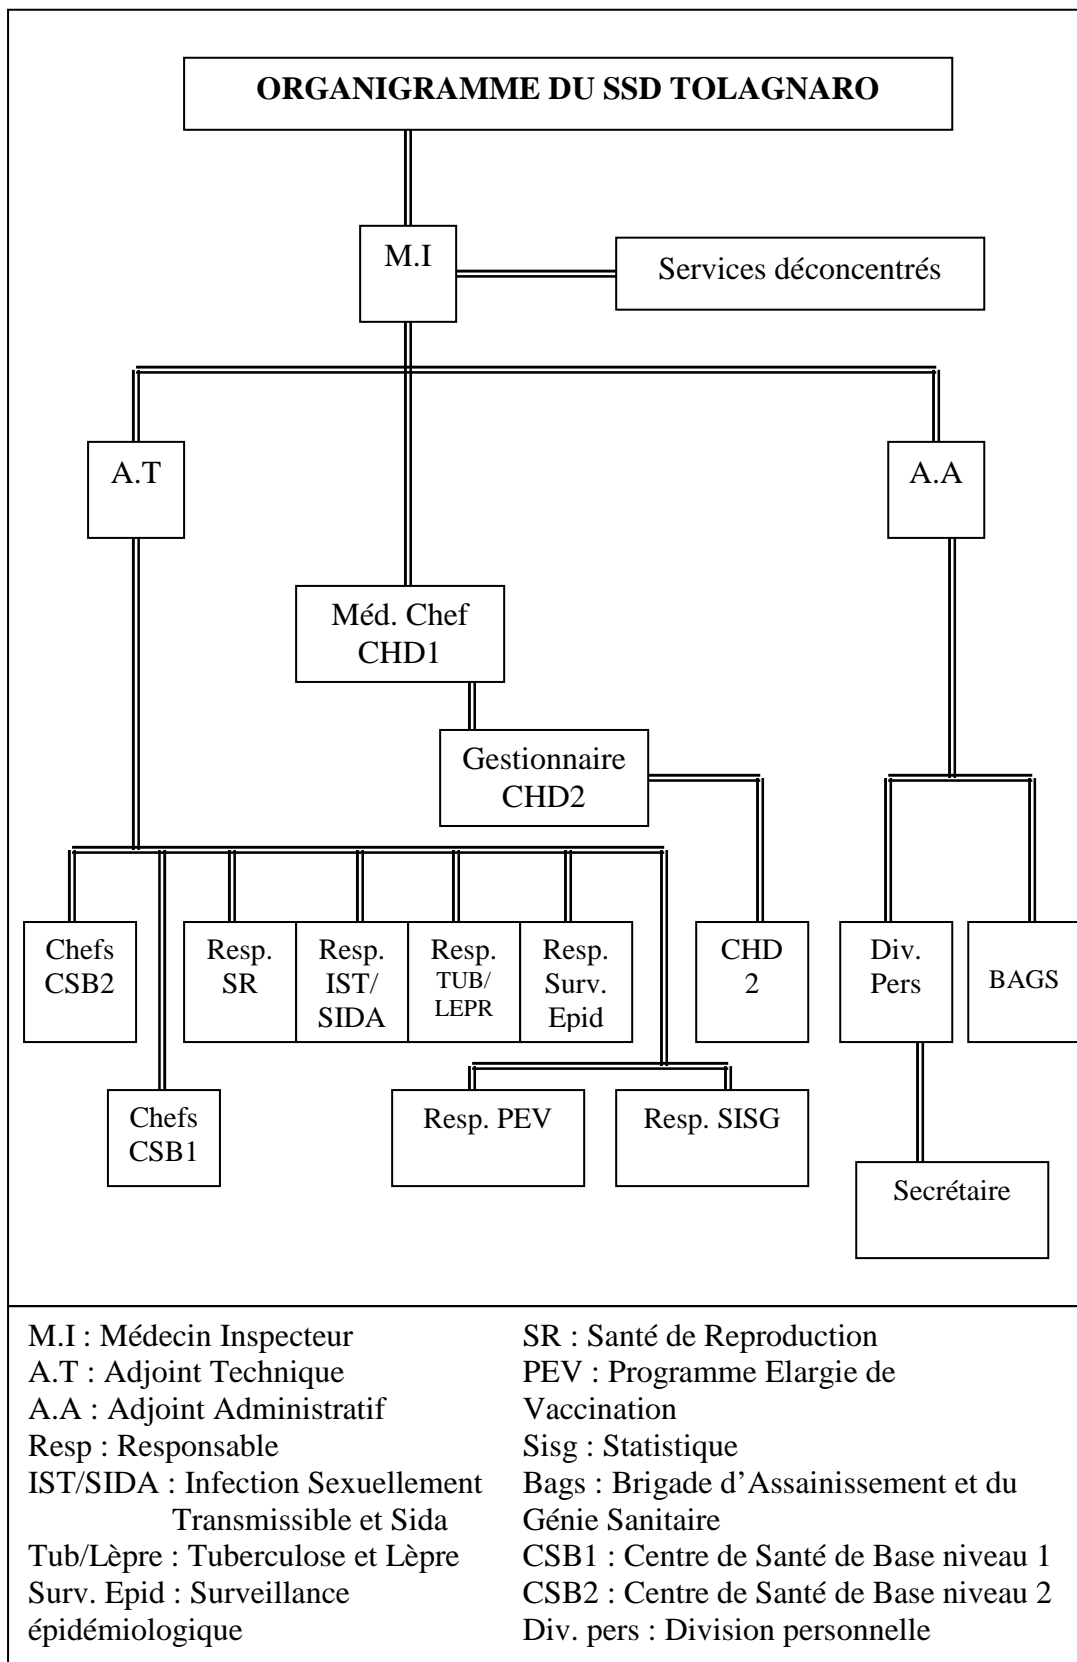 ORGANIGRAMME DU SSD TOLAGNARO
M.I
Services déconcentrés
A.T
A.A
Méd. Chef
CHD1
Gestionnaire
CHD2
Chefs
CSB2
Resp.
SR
Resp.
IST/
SIDA
Resp.
TUB/
LEPR
Resp.
Surv.
Epid
CHD
2
Div.
Pers
BAGS
Chefs
CSB1
Resp. PEV
Resp. SISG
Secrétaire
M.I : Médecin Inspecteur
A.T : Adjoint Technique
A.A : Adjoint Administratif
Resp : Responsable
IST/SIDA : Infection Sexuellement
Transmissible et Sida
Tub/Lèpre : Tuberculose et Lèpre
Surv. Epid : Surveillance
épidémiologique
SR : Santé de Reproduction
PEV : Programme Elargie de
Vaccination
Sisg : Statistique
Bags : Brigade d’Assainissement et du
Génie Sanitaire
CSB1 : Centre de Santé de Base niveau 1
CSB2 : Centre de Santé de Base niveau 2
Div. pers : Division personnelle